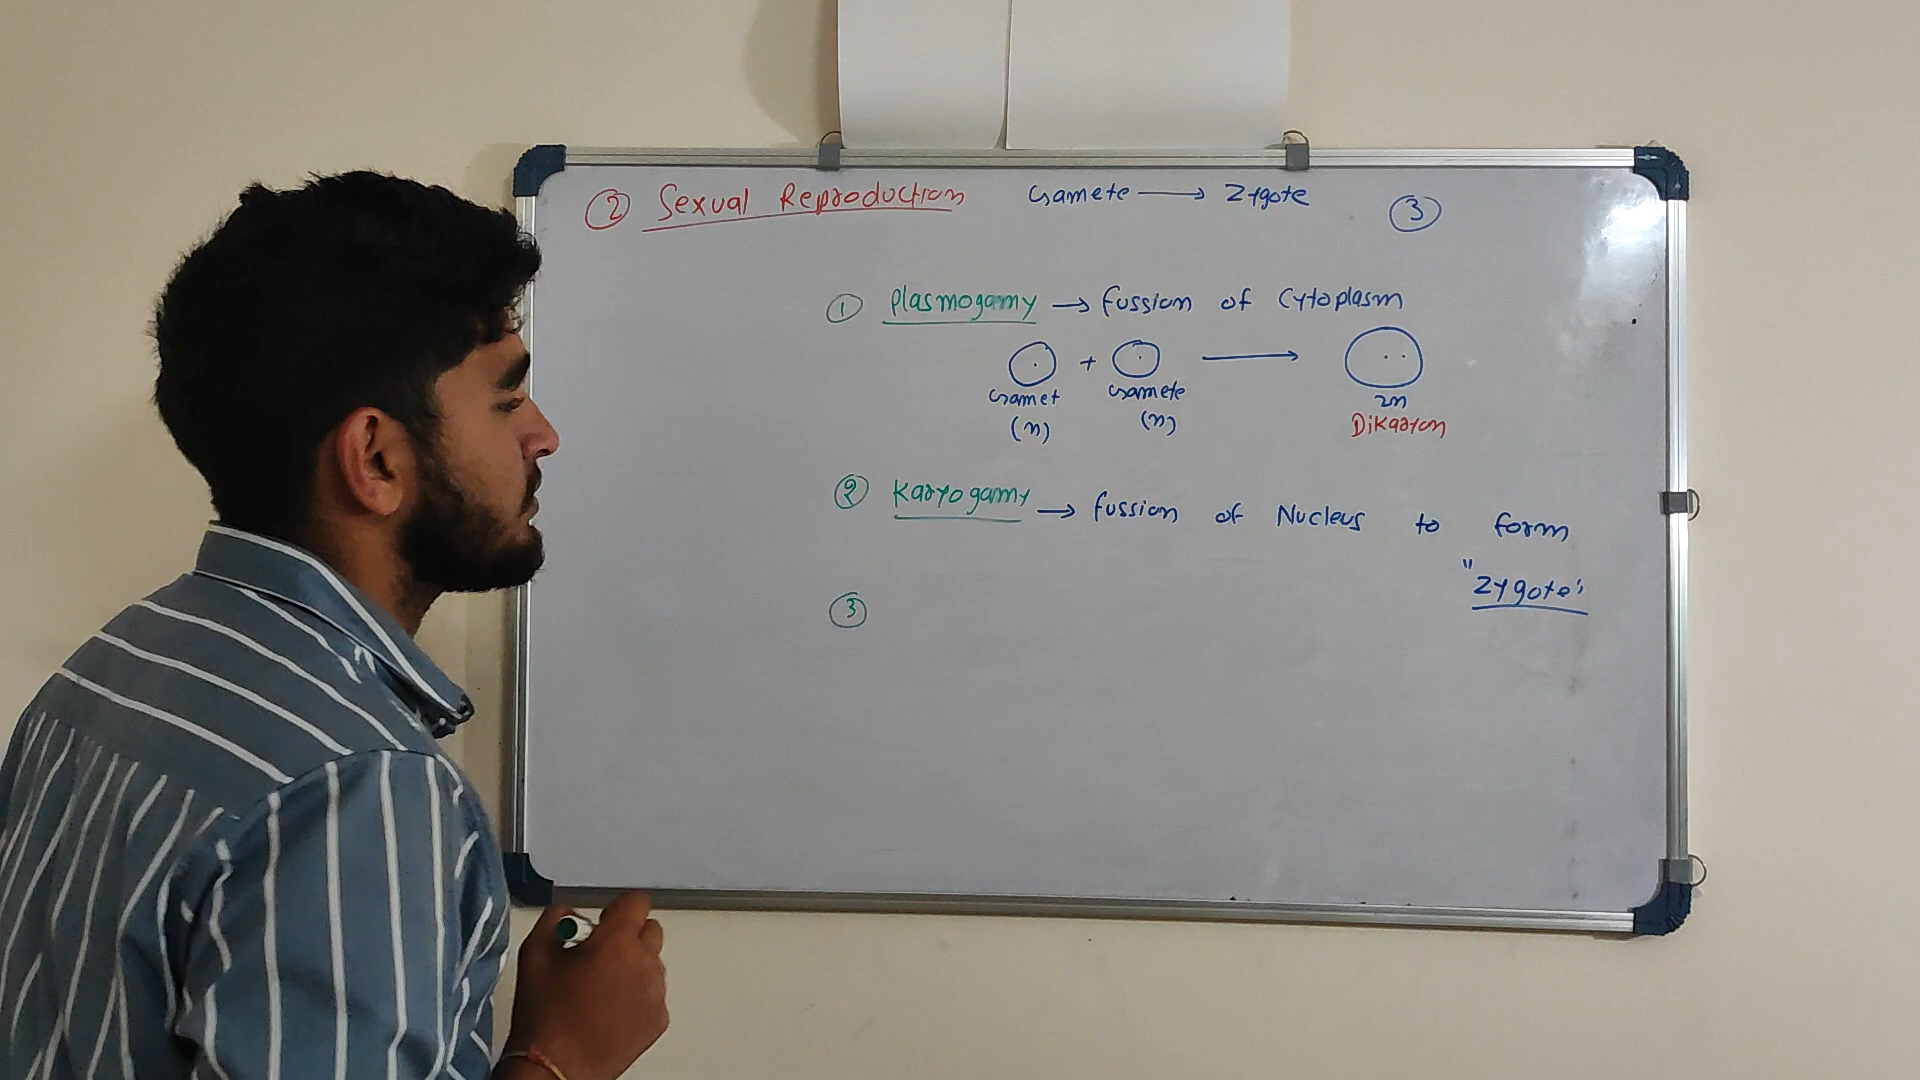 ② Sexual Reproduction Gamete → Zygote ③
① Plasmogamy → fussion of Cytoplasm
+ →
Gamet Gamete 2n
(n) (n) Dikaryon
② Karyogamy → fussion of Nucleus to form
"Zygote"
③